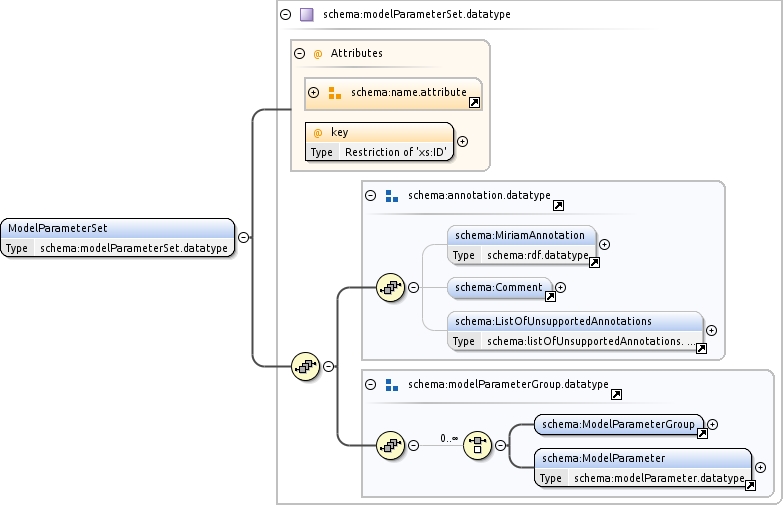 schema:modelParameterSet.datatype
@ Attributes
schema:name.attribute
@ key
Type Restriction of 'xs:ID'
ModelParameterSet
Type schema:modelParameterSet.datatype
schema:annotation.datatype
schema:MiriamAnnotation
Type schema:rdf.datatype
schema:Comment
schema:ListOfUnsupportedAnnotations
Type schema:listOfUnsupportedAnnotations. ...
schema:modelParameterGroup.datatype
0..∞
schema:ModelParameterGroup
schema:ModelParameter
Type schema:modelParameter.datatype